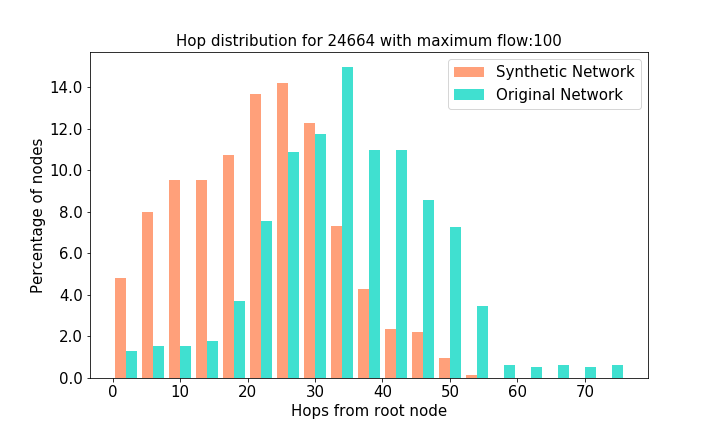 Hop distribution for 24664 with maximum flow:100
Synthetic Network
Original Network
Percentage of nodes
14.0
12.0
10.0
8.0
6.0
4.0
2.0
0.0
0 10 20 30 40 50 60 70
Hops from root node